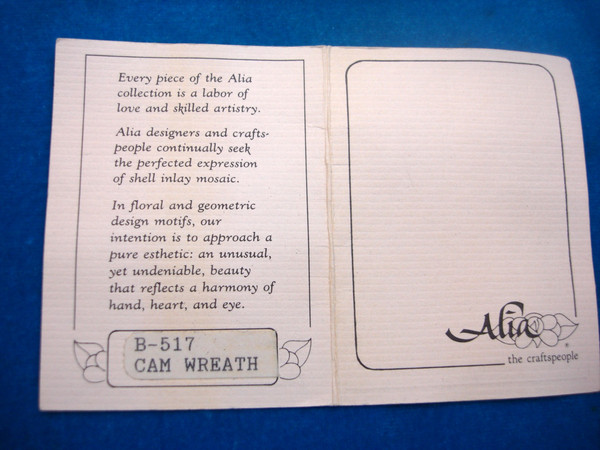 Every piece of the Alia
collection is a labor of
love and skilled artistry.
Alia designers and crafts-
people continually seek
the perfected expression
of shell inlay mosaic.
In floral and geometric
design motifs, our
intention is to approach a
pure esthetic: an unusual,
yet undeniable, beauty
that reflects a harmony of
hand, heart, and eye.
B-517
CAM WREATH
Alia®
the craftspeople